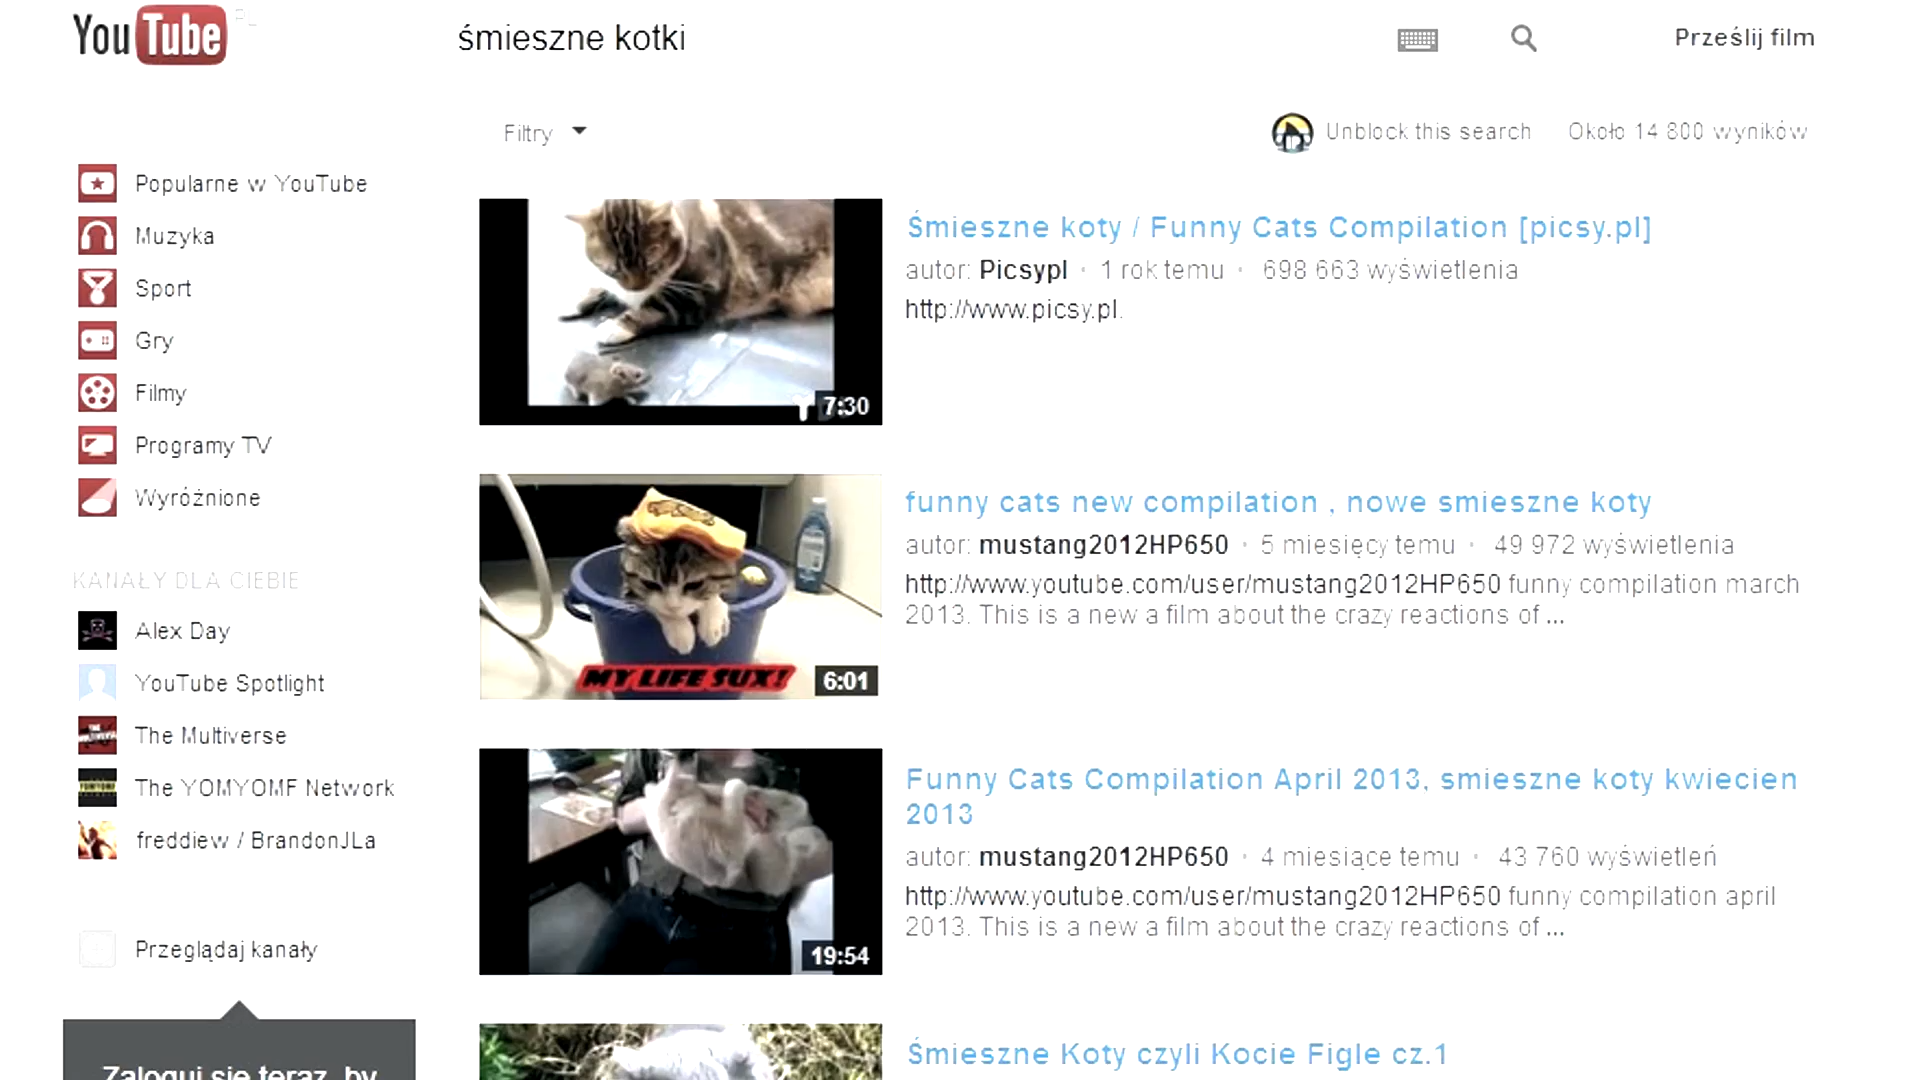 YouTube PL
śmieszne kotki
Prześlij film
Filtry
Unblock this search
Około 14 800 wyników
Popularne w YouTube
Muzyka
Sport
Gry
Filmy
Programy TV
Wyróżnione
KANAŁY DLA CIEBIE
Alex Day
YouTube Spotlight
The Multiverse
The YOMYOMF Network
freddiew / BrandonJLa
Przeglądaj kanały
Zaloguj się teraz, by
7:30
Śmieszne koty / Funny Cats Compilation [picsy.pl]
autor: Picsypl · 1 rok temu · 698 663 wyświetlenia
http://www.picsy.pl.
MY LIFE SUX!
6:01
funny cats new compilation , nowe smieszne koty
autor: mustang2012HP650 · 5 miesięcy temu · 49 972 wyświetlenia
http://www.youtube.com/user/mustang2012HP650 funny compilation march
2013. This is a new a film about the crazy reactions of ...
19:54
Funny Cats Compilation April 2013, smieszne koty kwiecien
2013
autor: mustang2012HP650 · 4 miesiące temu · 43 760 wyświetleń
http://www.youtube.com/user/mustang2012HP650 funny compilation april
2013. This is a new a film about the crazy reactions of ...
Śmieszne Koty czyli Kocie Figle cz.1